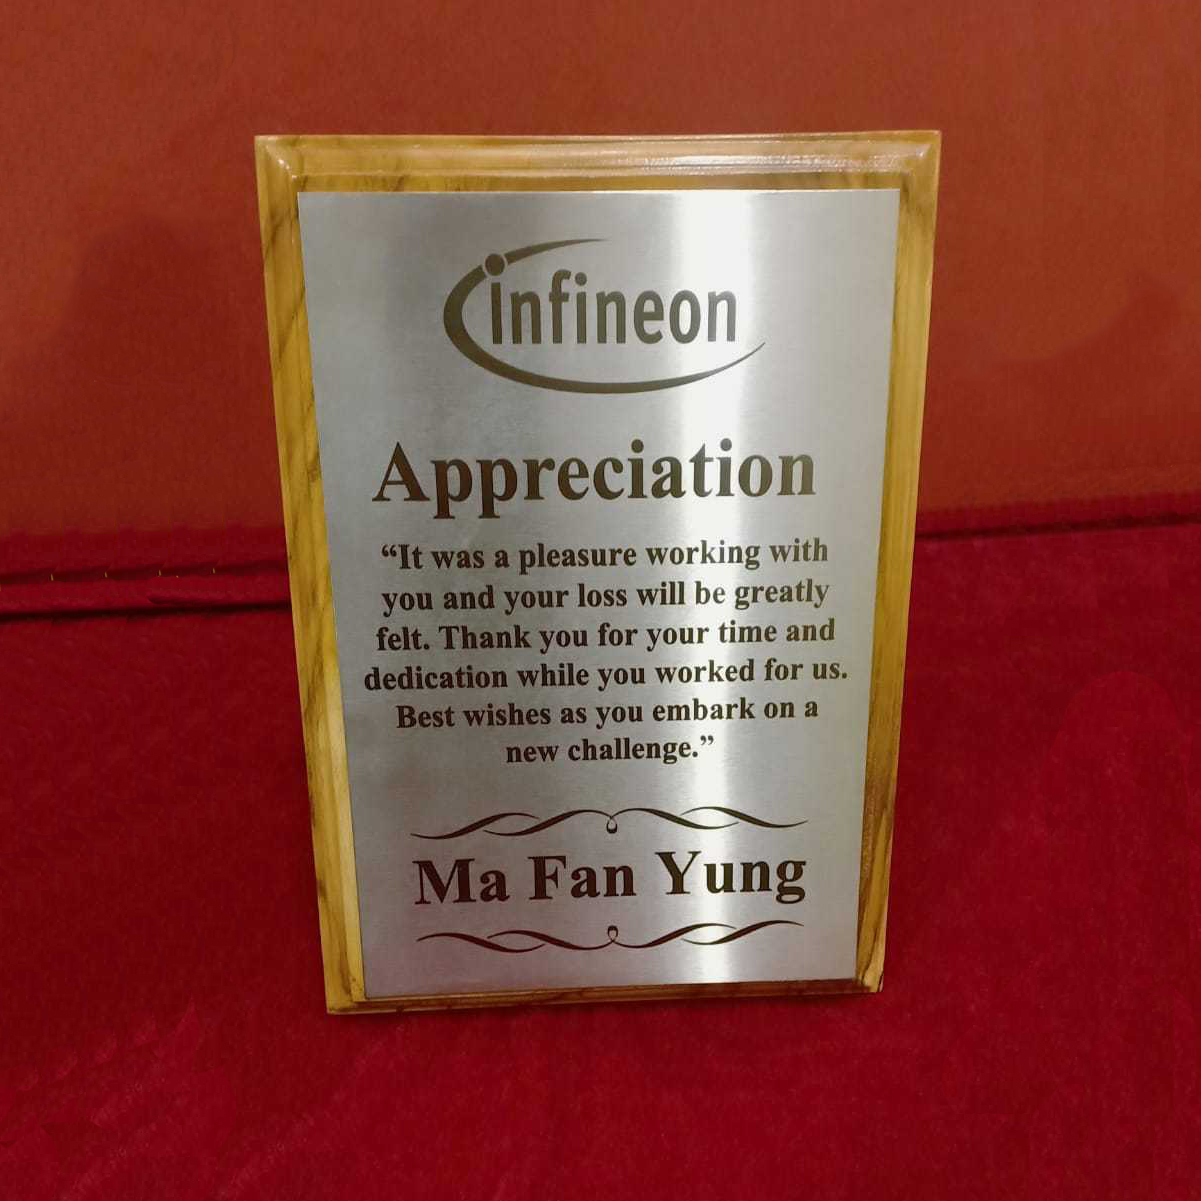 infineon
Appreciation
“It was a pleasure working with
you and your loss will be greatly
felt. Thank you for your time and
dedication while you worked for us.
Best wishes as you embark on a
new challenge.”
Ma Fan Yung